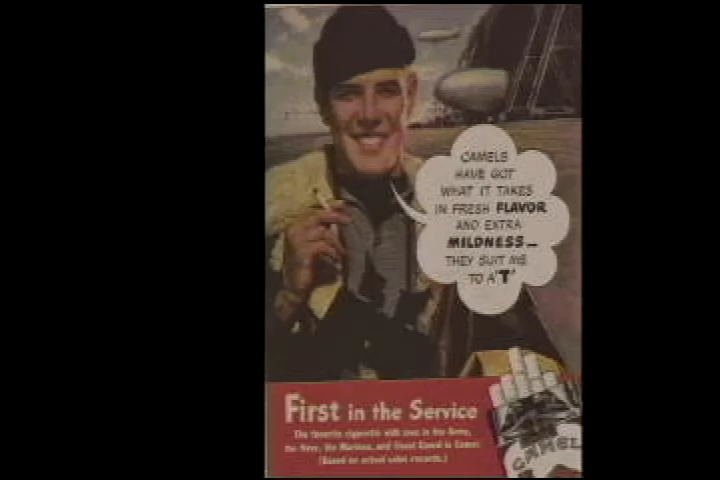 CAMELS
HAVE GOT
WHAT IT TAKES
IN FRESH FLAVOR
AND EXTRA
MILDNESS...
THEY SUIT ME
TO A 'T'
First in the Service
The favorite cigarette with men in the Army,
the Navy, the Marines, and Coast Guard is Camel.
(Based on actual sales records.)
CAMEL